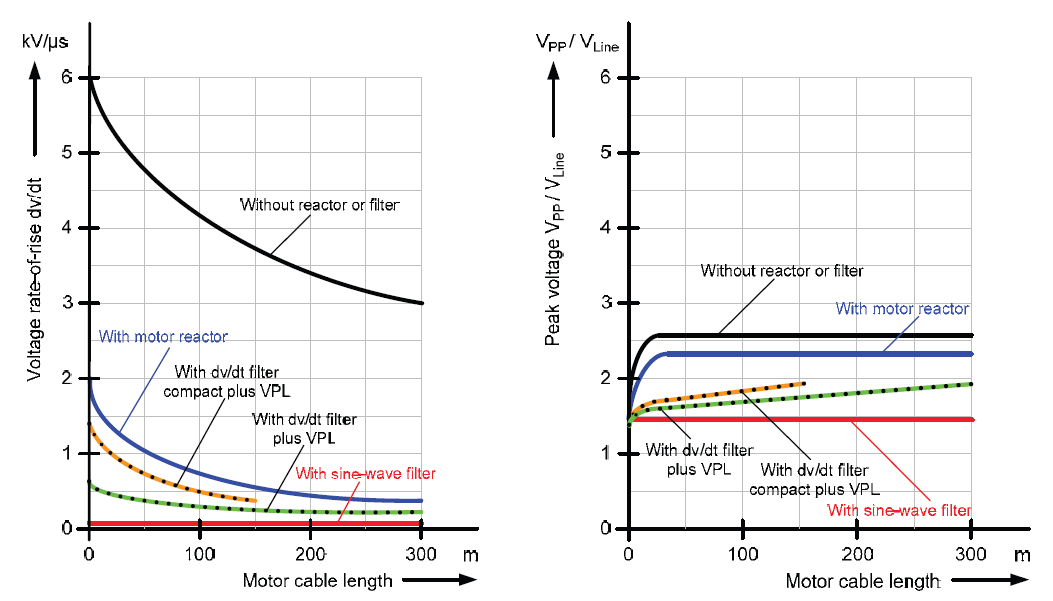 kV/µs
Voltage rate-of-rise dv/dt
6
5
4
3
2
1
0
Without reactor or filter
With motor reactor
With dv/dt filter
compact plus VPL
With dv/dt filter
plus VPL
With sine-wave filter
0 100 200 300 m
Motor cable length
VPP / VLine
Peak voltage VPP / VLine
6
5
4
3
2
1
0
Without reactor or filter
With motor reactor
With dv/dt filter
plus VPL
With dv/dt filter
compact plus VPL
With sine-wave filter
0 100 200 300 m
Motor cable length